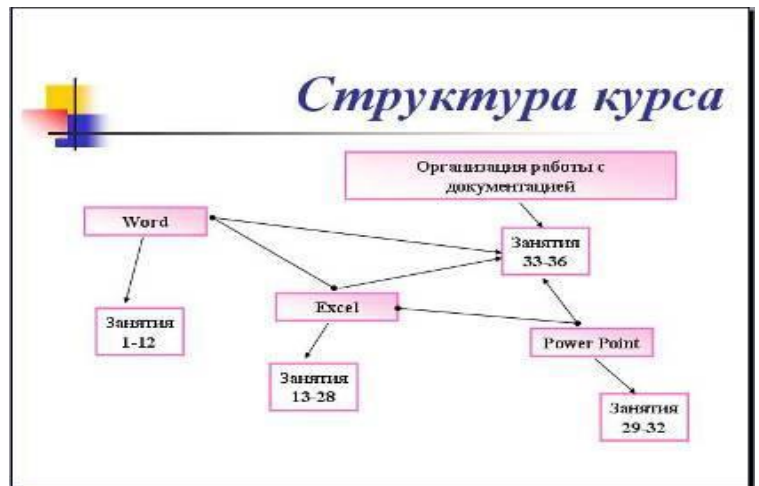 Структура курса
Организация работы с
документацией
Word
Занятия
33-36
Excel
Занятия
1-12
Power Point
Занятия
13-28
Занятия
29-32